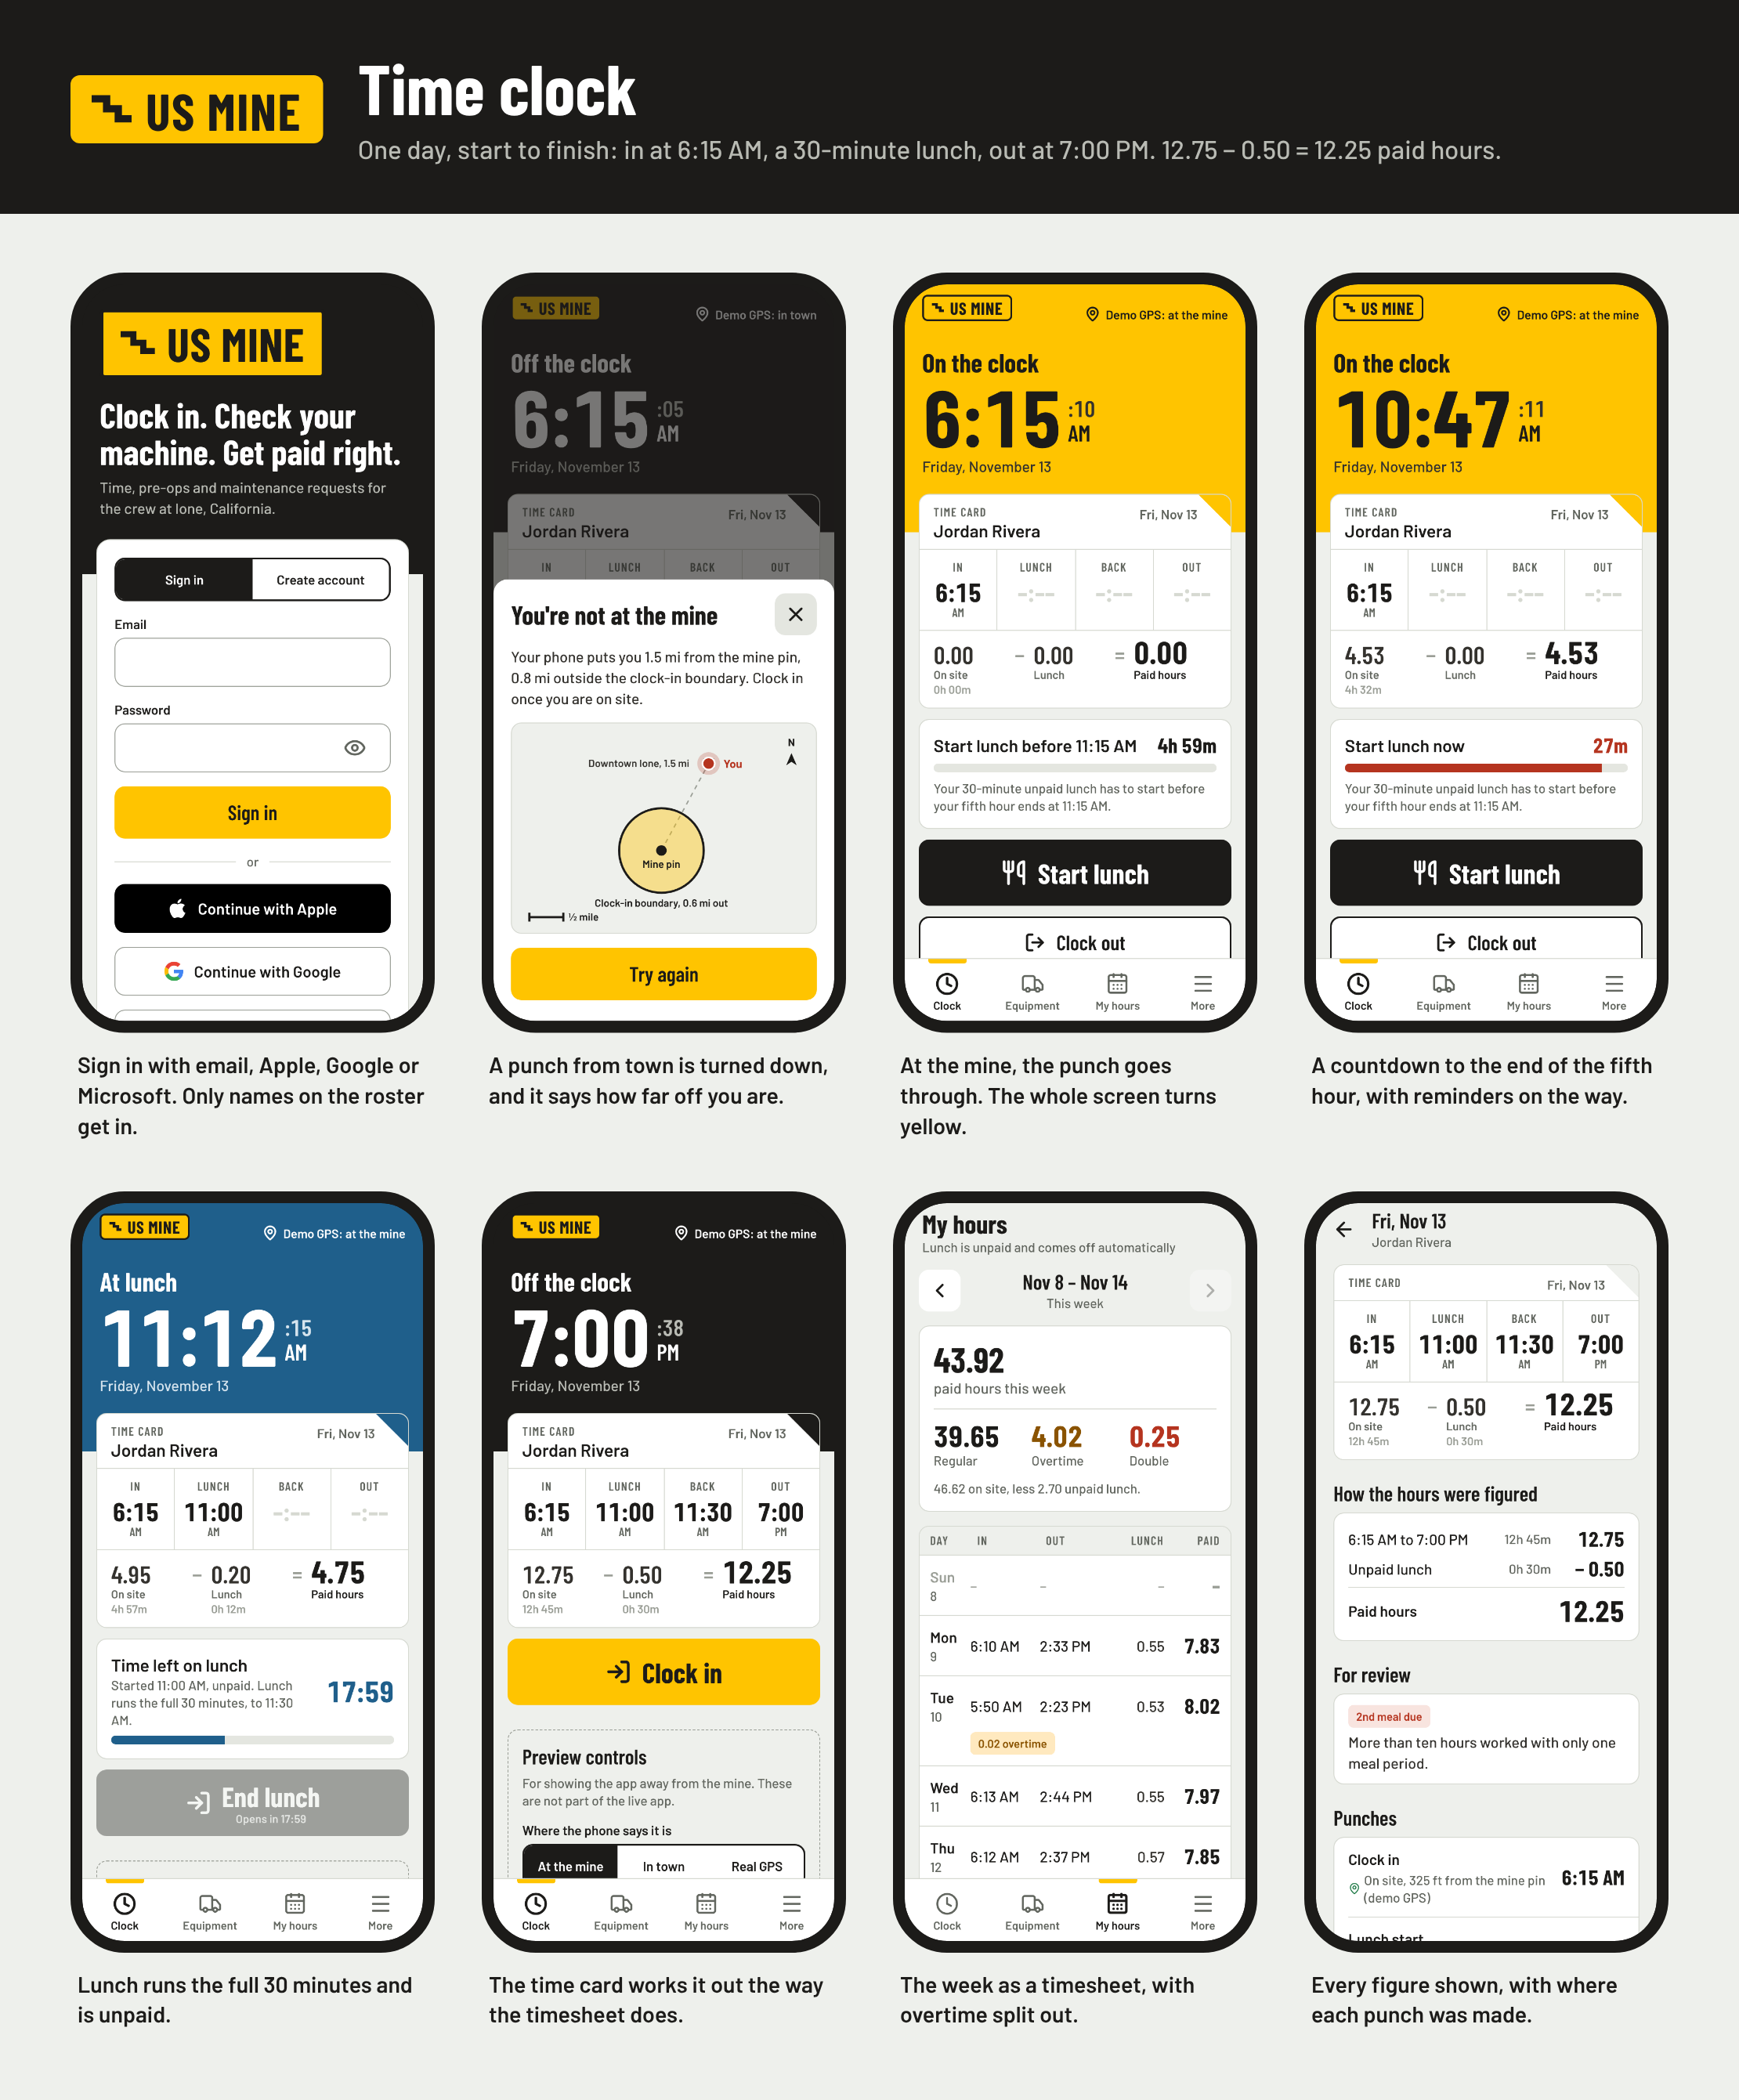 US MINE
Time clock
One day, start to finish: in at 6:15 AM, a 30-minute lunch, out at 7:00 PM. 12.75 – 0.50 = 12.25 paid hours.
US MINE
Clock in. Check your
machine. Get paid right.
Time, pre-ops and maintenance requests for
the crew at Ione, California.
Sign in
Create account
Email
Password
Sign in
or
Continue with Apple
Continue with Google
Sign in with email, Apple, Google or
Microsoft. Only names on the roster
get in.
US MINE
Demo GPS: in town
Off the clock
6:15 :05 AM
Friday, November 13
TIME CARD
Fri, Nov 13
Jordan Rivera
IN LUNCH BACK OUT
You're not at the mine
Your phone puts you 1.5 mi from the mine pin,
0.8 mi outside the clock-in boundary. Clock in
once you are on site.
N
Downtown Ione, 1.5 mi
You
Mine pin
Clock-in boundary, 0.6 mi out
½ mile
Try again
A punch from town is turned down,
and it says how far off you are.
US MINE
Demo GPS: at the mine
On the clock
6:15 :10 AM
Friday, November 13
TIME CARD
Fri, Nov 13
Jordan Rivera
IN LUNCH BACK OUT
6:15 -:-- -:-- -:--
AM
0.00 – 0.00 = 0.00
On site Lunch Paid hours
0h 00m
Start lunch before 11:15 AM 4h 59m
Your 30-minute unpaid lunch has to start before
your fifth hour ends at 11:15 AM.
Start lunch
Clock out
Clock Equipment My hours More
At the mine, the punch goes
through. The whole screen turns
yellow.
US MINE
Demo GPS: at the mine
On the clock
10:47 :11 AM
Friday, November 13
TIME CARD
Fri, Nov 13
Jordan Rivera
IN LUNCH BACK OUT
6:15 -:-- -:-- -:--
AM
4.53 – 0.00 = 4.53
On site Lunch Paid hours
4h 32m
Start lunch now 27m
Your 30-minute unpaid lunch has to start before
your fifth hour ends at 11:15 AM.
Start lunch
Clock out
Clock Equipment My hours More
A countdown to the end of the fifth
hour, with reminders on the way.
US MINE
Demo GPS: at the mine
At lunch
11:12 :15 AM
Friday, November 13
TIME CARD
Fri, Nov 13
Jordan Rivera
IN LUNCH BACK OUT
6:15 11:00 -:-- -:--
AM AM
4.95 – 0.20 = 4.75
On site Lunch Paid hours
4h 57m 0h 12m
Time left on lunch
Started 11:00 AM, unpaid. Lunch
runs the full 30 minutes, to 11:30
AM.
17:59
End lunch
Opens in 17:59
Clock Equipment My hours More
Lunch runs the full 30 minutes and
is unpaid.
US MINE
Demo GPS: at the mine
Off the clock
7:00 :38 PM
Friday, November 13
TIME CARD
Fri, Nov 13
Jordan Rivera
IN LUNCH BACK OUT
6:15 11:00 11:30 7:00
AM AM AM PM
12.75 – 0.50 = 12.25
On site Lunch Paid hours
12h 45m 0h 30m
Clock in
Preview controls
For showing the app away from the mine. These
are not part of the live app.
Where the phone says it is
At the mine In town Real GPS
Clock Equipment My hours More
The time card works it out the way
the timesheet does.
My hours
Lunch is unpaid and comes off automatically
Nov 8 – Nov 14
This week
43.92
paid hours this week
39.65 4.02 0.25
Regular Overtime Double
46.62 on site, less 2.70 unpaid lunch.
DAY IN OUT LUNCH PAID
Sun 8 – – – –
Mon 9 6:10 AM 2:33 PM 0.55 7.83
Tue 10 5:50 AM 2:23 PM 0.53 8.02
0.02 overtime
Wed 11 6:13 AM 2:44 PM 0.55 7.97
Thu 12 6:12 AM 2:37 PM 0.57 7.85
Clock Equipment My hours More
The week as a timesheet, with
overtime split out.
Fri, Nov 13
Jordan Rivera
TIME CARD
Fri, Nov 13
IN LUNCH BACK OUT
6:15 11:00 11:30 7:00
AM AM AM PM
12.75 – 0.50 = 12.25
On site Lunch Paid hours
12h 45m 0h 30m
How the hours were figured
6:15 AM to 7:00 PM 12h 45m 12.75
Unpaid lunch 0h 30m – 0.50
Paid hours 12.25
For review
2nd meal due
More than ten hours worked with only one
meal period.
Punches
Clock in
On site, 325 ft from the mine pin
(demo GPS)
6:15 AM
Lunch start
Every figure shown, with where
each punch was made.